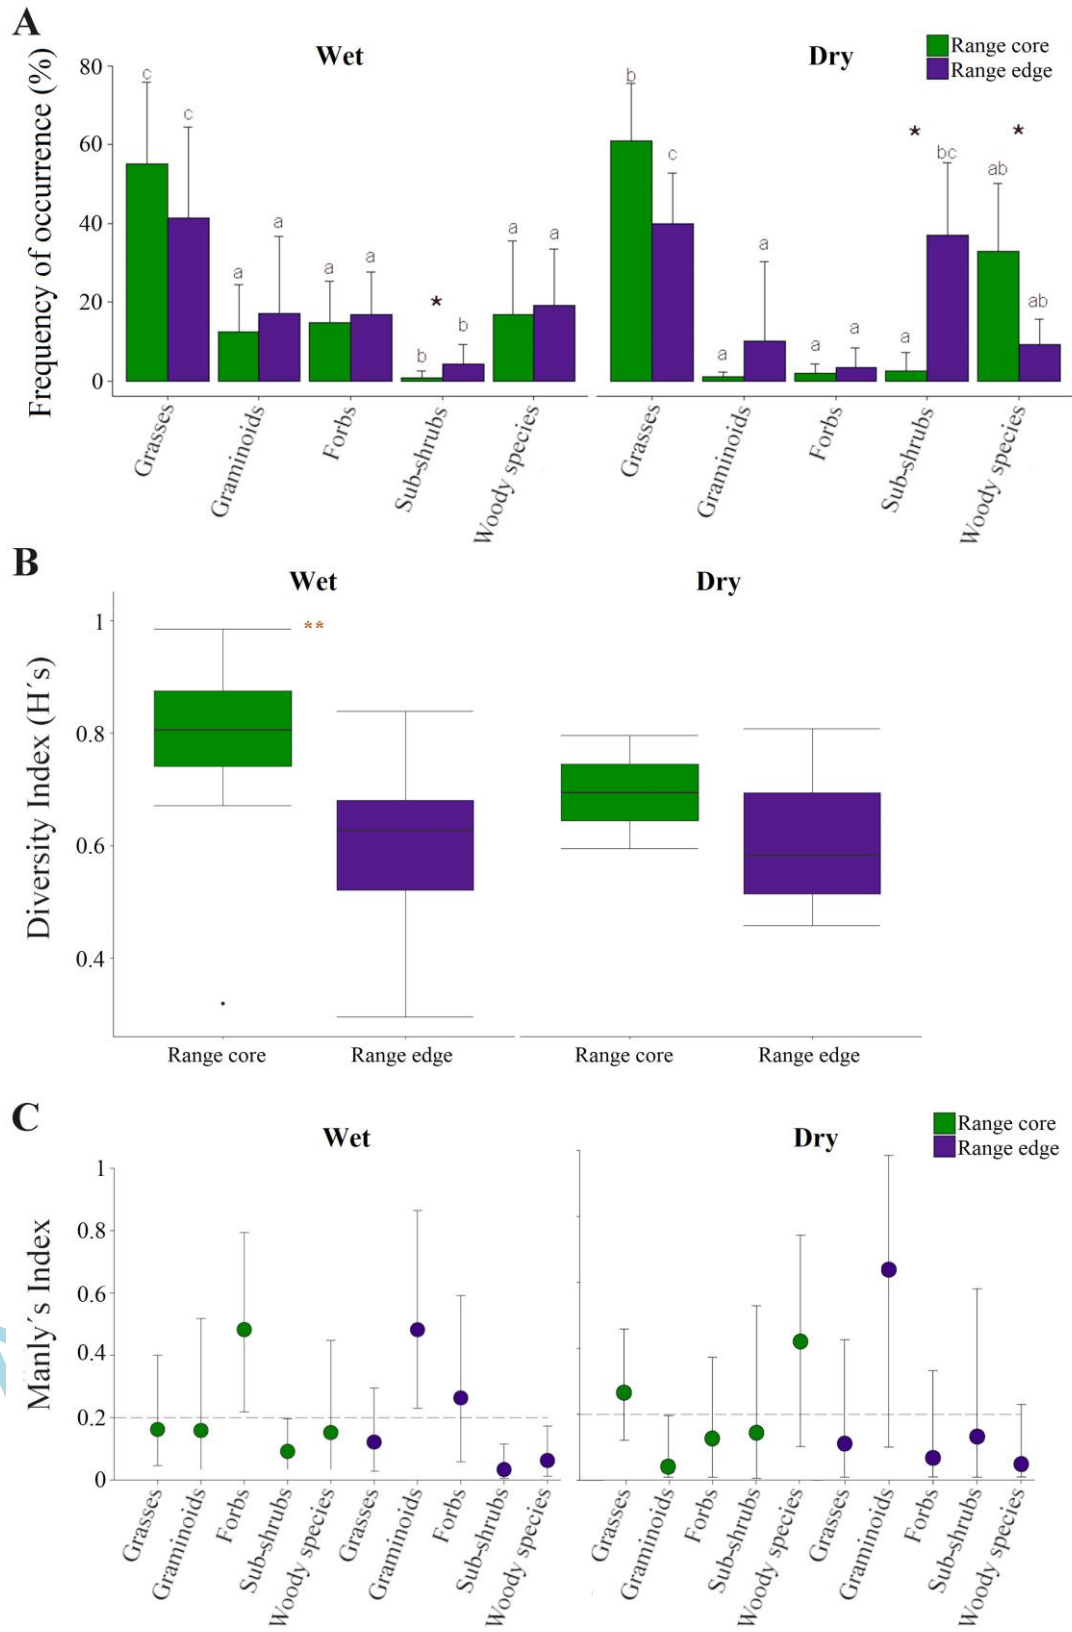 A
Wet
Dry
Range core
Range edge
Frequency of occurrence (%)
80
60
40
20
0
c
c
a
a
a
a
*
b
b
a
a
b
c
a
a
a
a
*
a
bc
*
ab
ab
Grasses
Graminoids
Forbs
Sub-shrubs
Woody species
Grasses
Graminoids
Forbs
Sub-shrubs
Woody species
B
Wet
Dry
Diversity Index (H´s)
1
0.8
0.6
0.4
**
Range core
Range edge
Range core
Range edge
C
Wet
Dry
Range core
Range edge
Manly´s Index
1
0.8
0.6
0.4
0.2
0
Grasses
Graminoids
Forbs
Sub-shrubs
Woody species
Grasses
Graminoids
Forbs
Sub-shrubs
Woody species
Grasses
Graminoids
Forbs
Sub-shrubs
Woody species
Grasses
Graminoids
Forbs
Sub-shrubs
Woody species